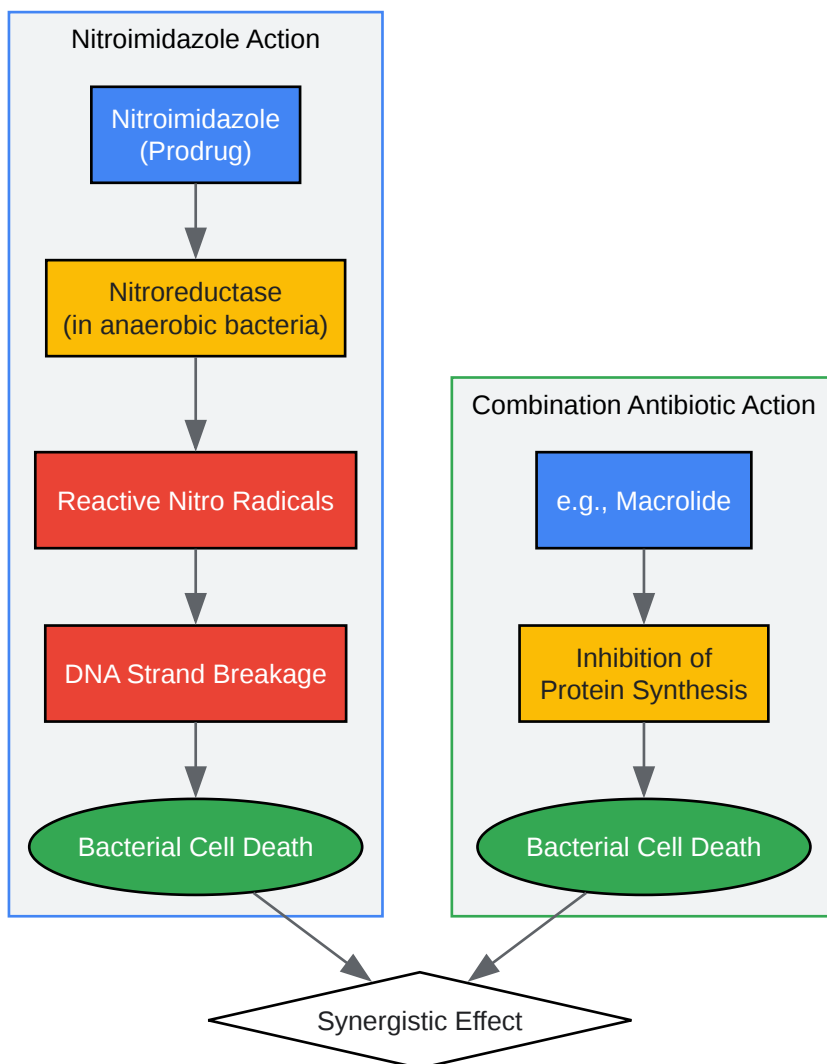 Nitroimidazole Action
Nitroimidazole
(Prodrug)
Nitroreductase
(in anaerobic bacteria)
Reactive Nitro Radicals
DNA Strand Breakage
Bacterial Cell Death
Combination Antibiotic Action
e.g., Macrolide
Inhibition of
Protein Synthesis
Bacterial Cell Death
Synergistic Effect